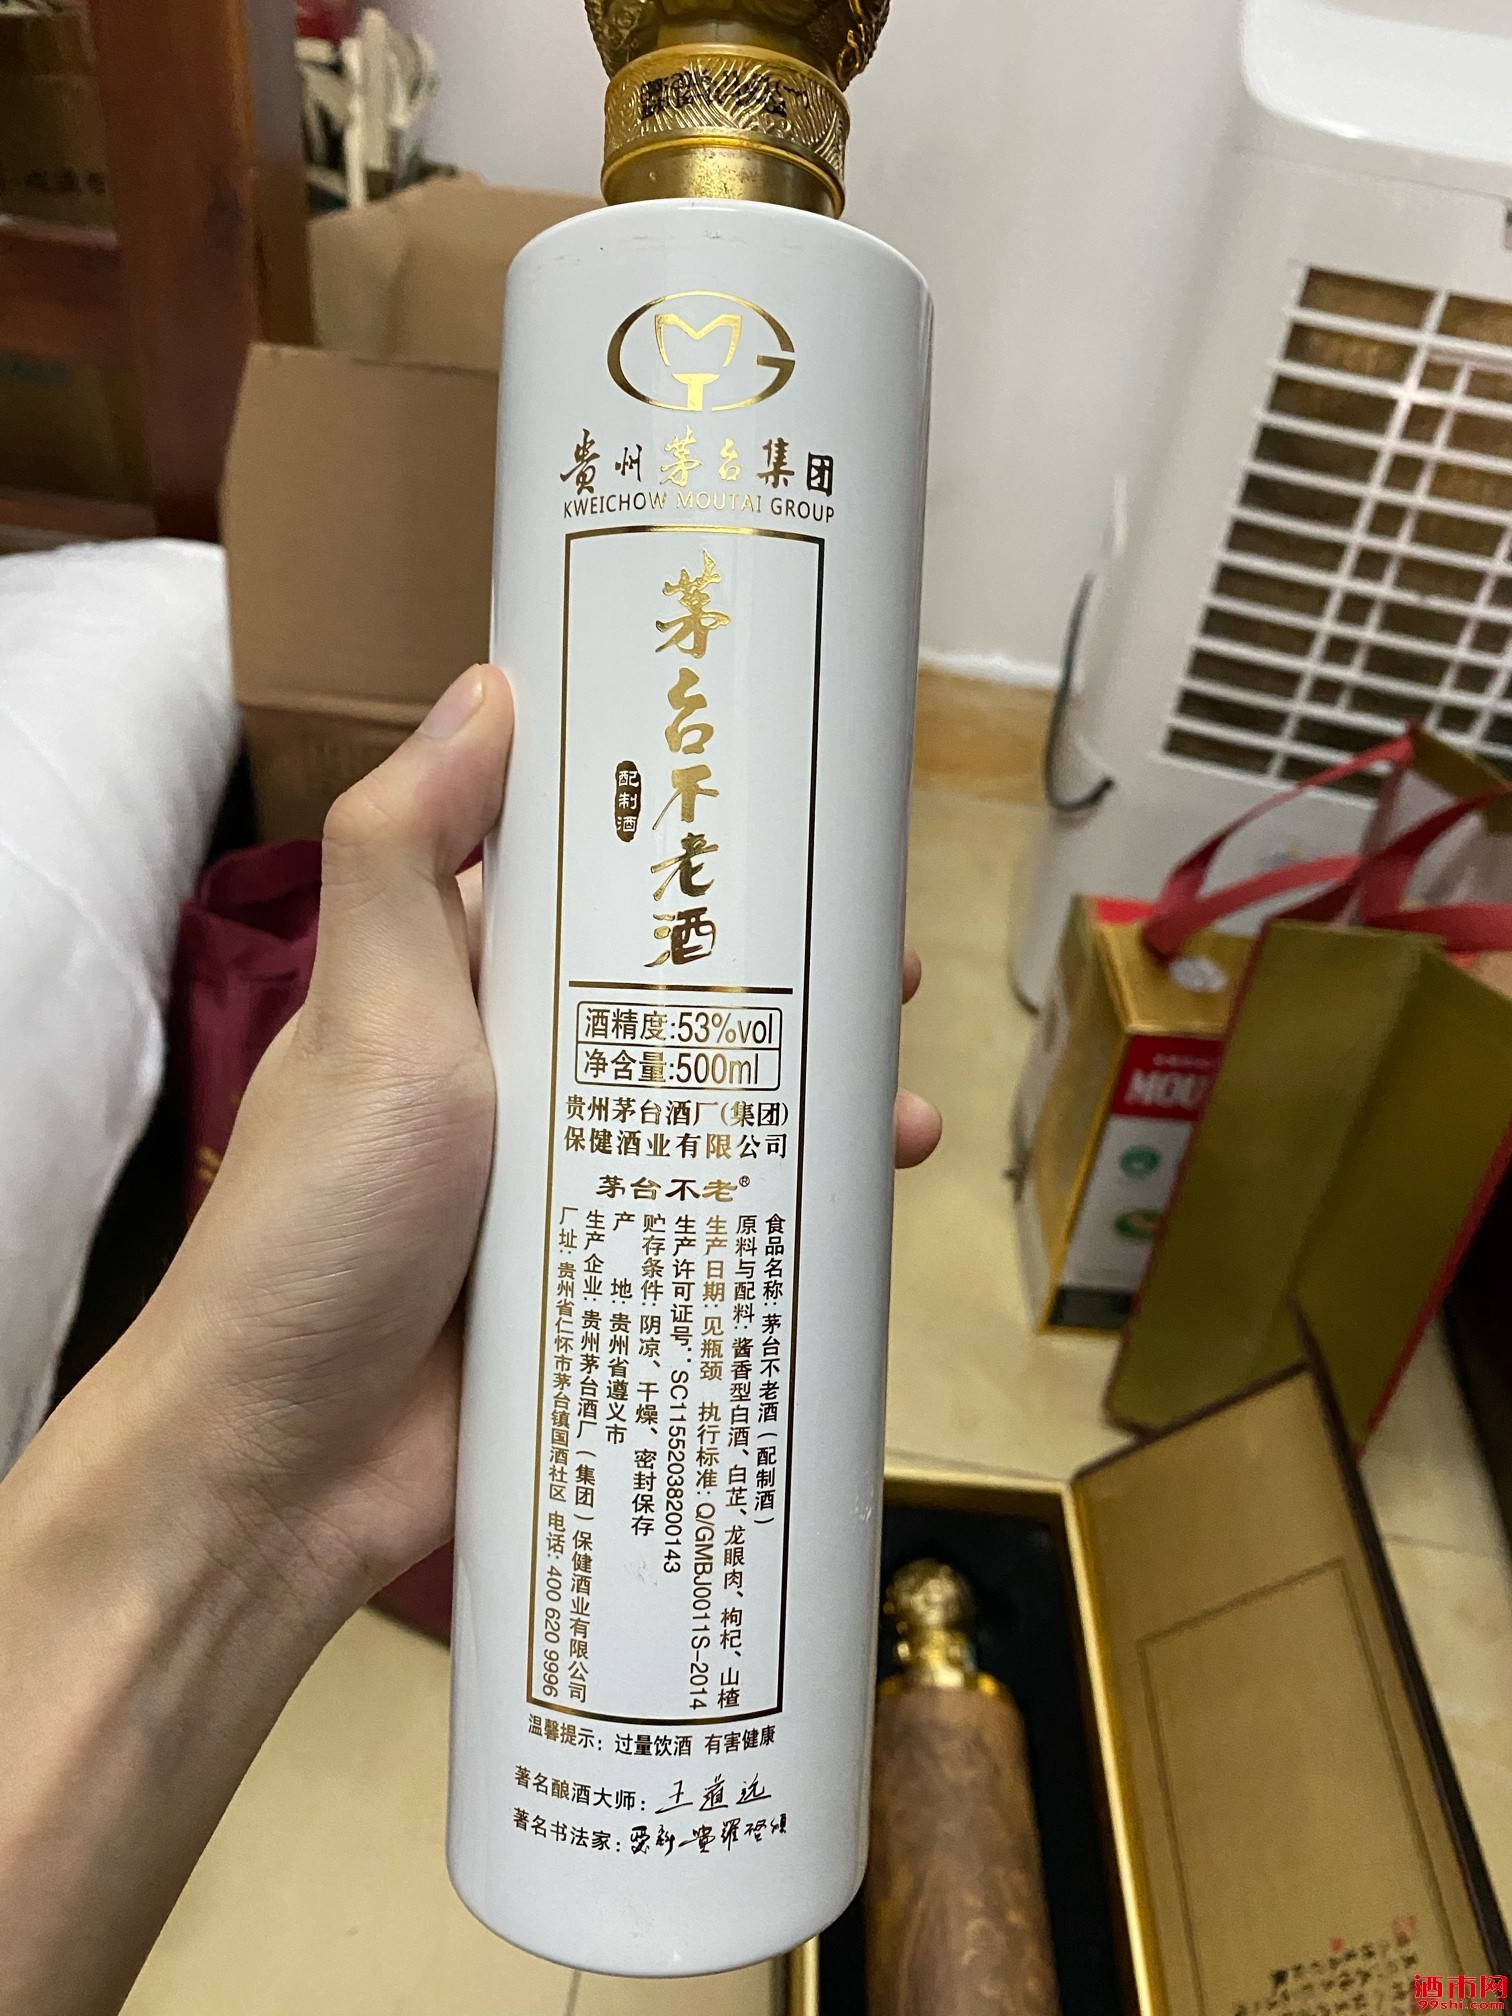 MTG
贵州茅台集团
KWEICHOW MOUTAI GROUP
茅台不老酒
配制酒
酒精度:53%vol
净含量:500ml
贵州茅台酒厂(集团)
保健酒业有限公司
茅台不老®
食品名称:茅台不老酒(配制酒)
原料与配料:酱香型白酒、白芷、龙眼肉、枸杞、山楂
生产日期:见瓶颈 执行标准:Q/GMBJ0011S-2014
生产许可证号:SC11552038200143
贮存条件:阴凉、干燥、密封保存
产 地:贵州省遵义市
生产企业:贵州茅台酒厂(集团)保健酒业有限公司
厂址:贵州省仁怀市茅台镇国酒社区 电话:400 620 9996
温馨提示:过量饮酒 有害健康
著名酿酒大师:
著名书法家:
MOU
酒市网
99shi.com